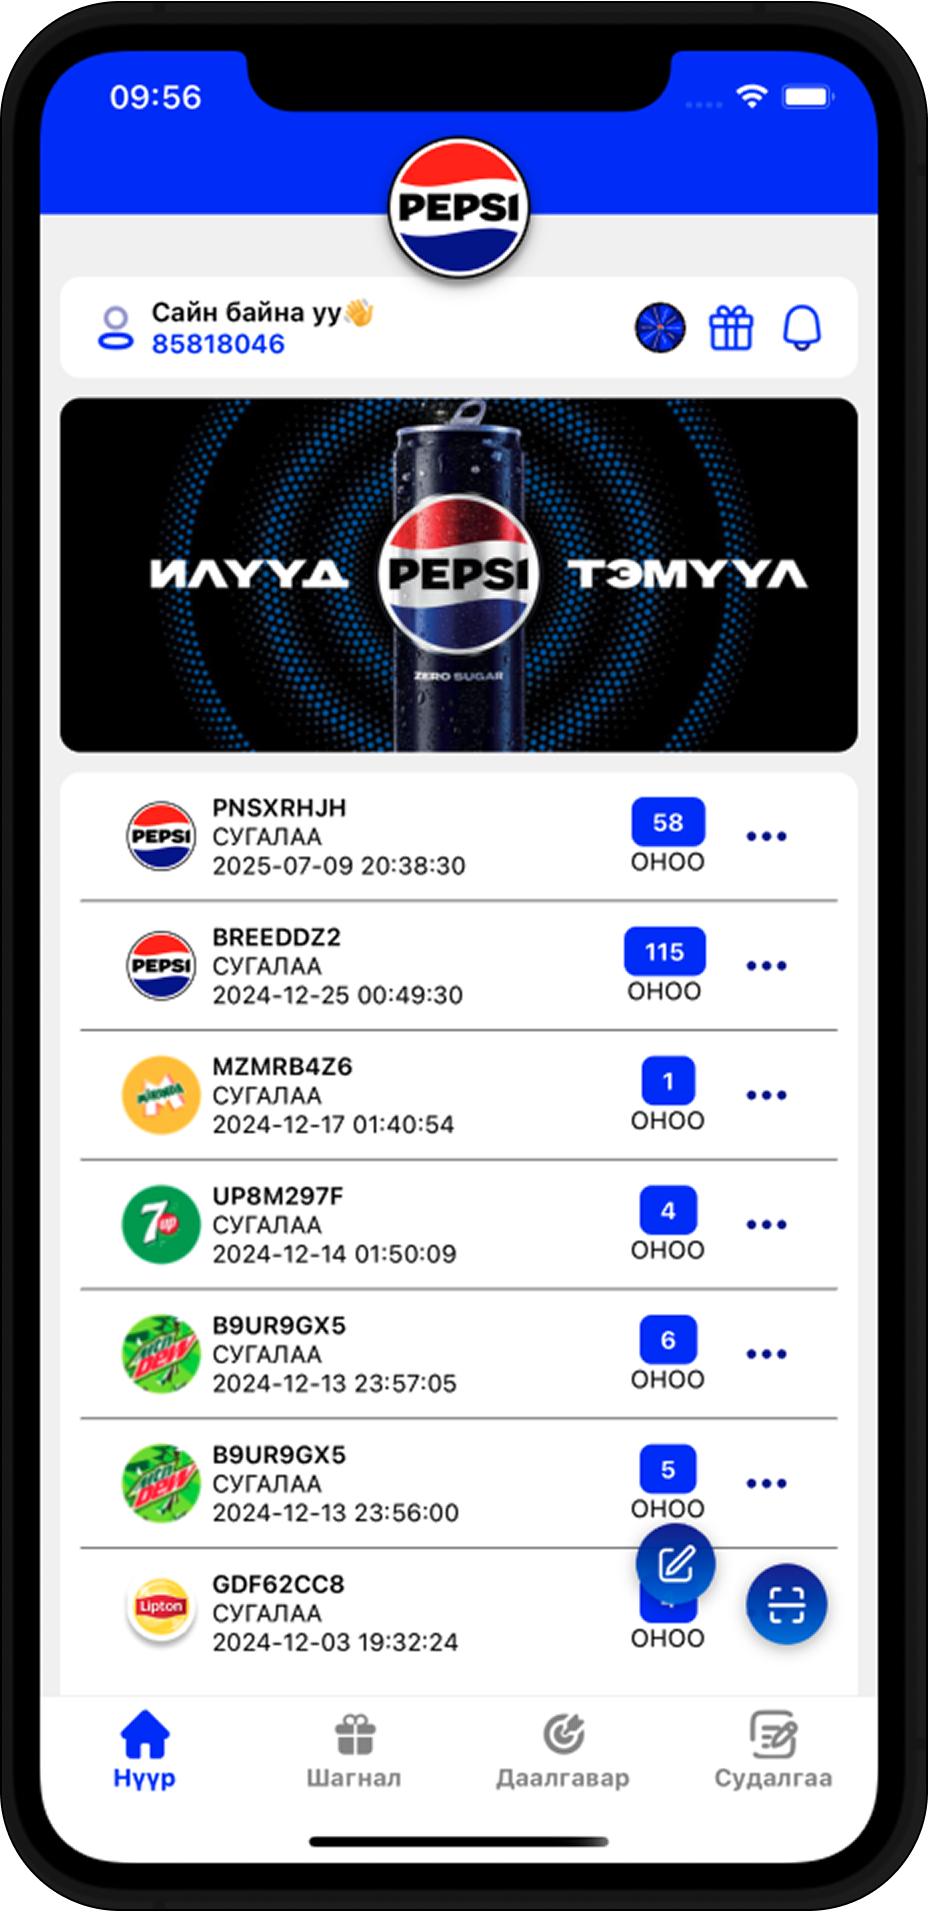 09:56
PEPSI
Сайн байна уу👋
85818046
ИЛҮҮД
PEPSI
ТЭМҮҮЛ
ZERO SUGAR
PEPSI
PNSXRHJH
СУГАЛАА
2025-07-09 20:38:30
58
ОНОО
PEPSI
BREEDDZ2
СУГАЛАА
2024-12-25 00:49:30
115
ОНОО
MIRINDA
MZMRB4Z6
СУГАЛАА
2024-12-17 01:40:54
1
ОНОО
7up
UP8M297F
СУГАЛАА
2024-12-14 01:50:09
4
ОНОО
mtn DEW
B9UR9GX5
СУГАЛАА
2024-12-13 23:57:05
6
ОНОО
mtn DEW
B9UR9GX5
СУГАЛАА
2024-12-13 23:56:00
5
ОНОО
Lipton
GDF62CC8
СУГАЛАА
2024-12-03 19:32:24
ОНОО
Нүүр
Шагнал
Даалгавар
Судалгаа